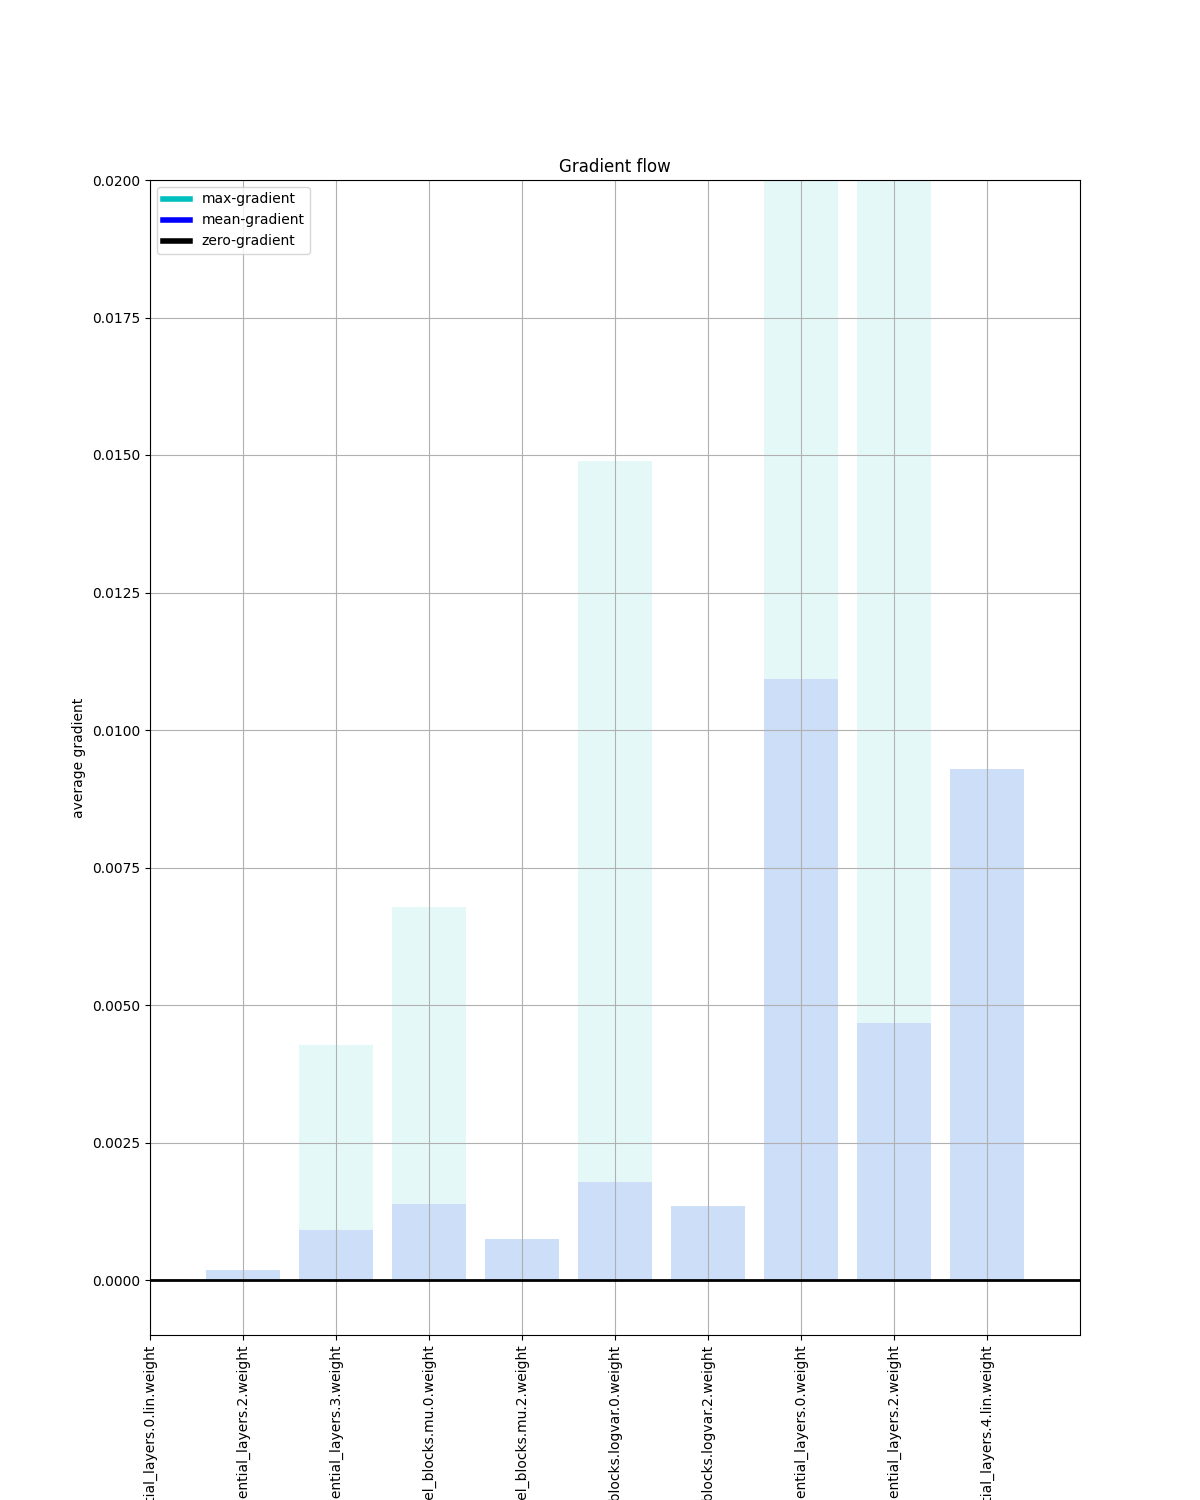 Gradient flow
max-gradient
mean-gradient
zero-gradient
0.0200
0.0175
0.0150
0.0125
0.0100
0.0075
0.0050
0.0025
0.0000
average gradient
tial_layers.0.lin.weight
ential_layers.2.weight
ential_layers.3.weight
el_blocks.mu.0.weight
el_blocks.mu.2.weight
blocks.logvar.0.weight
blocks.logvar.2.weight
ential_layers.0.weight
ential_layers.2.weight
tial_layers.4.lin.weight